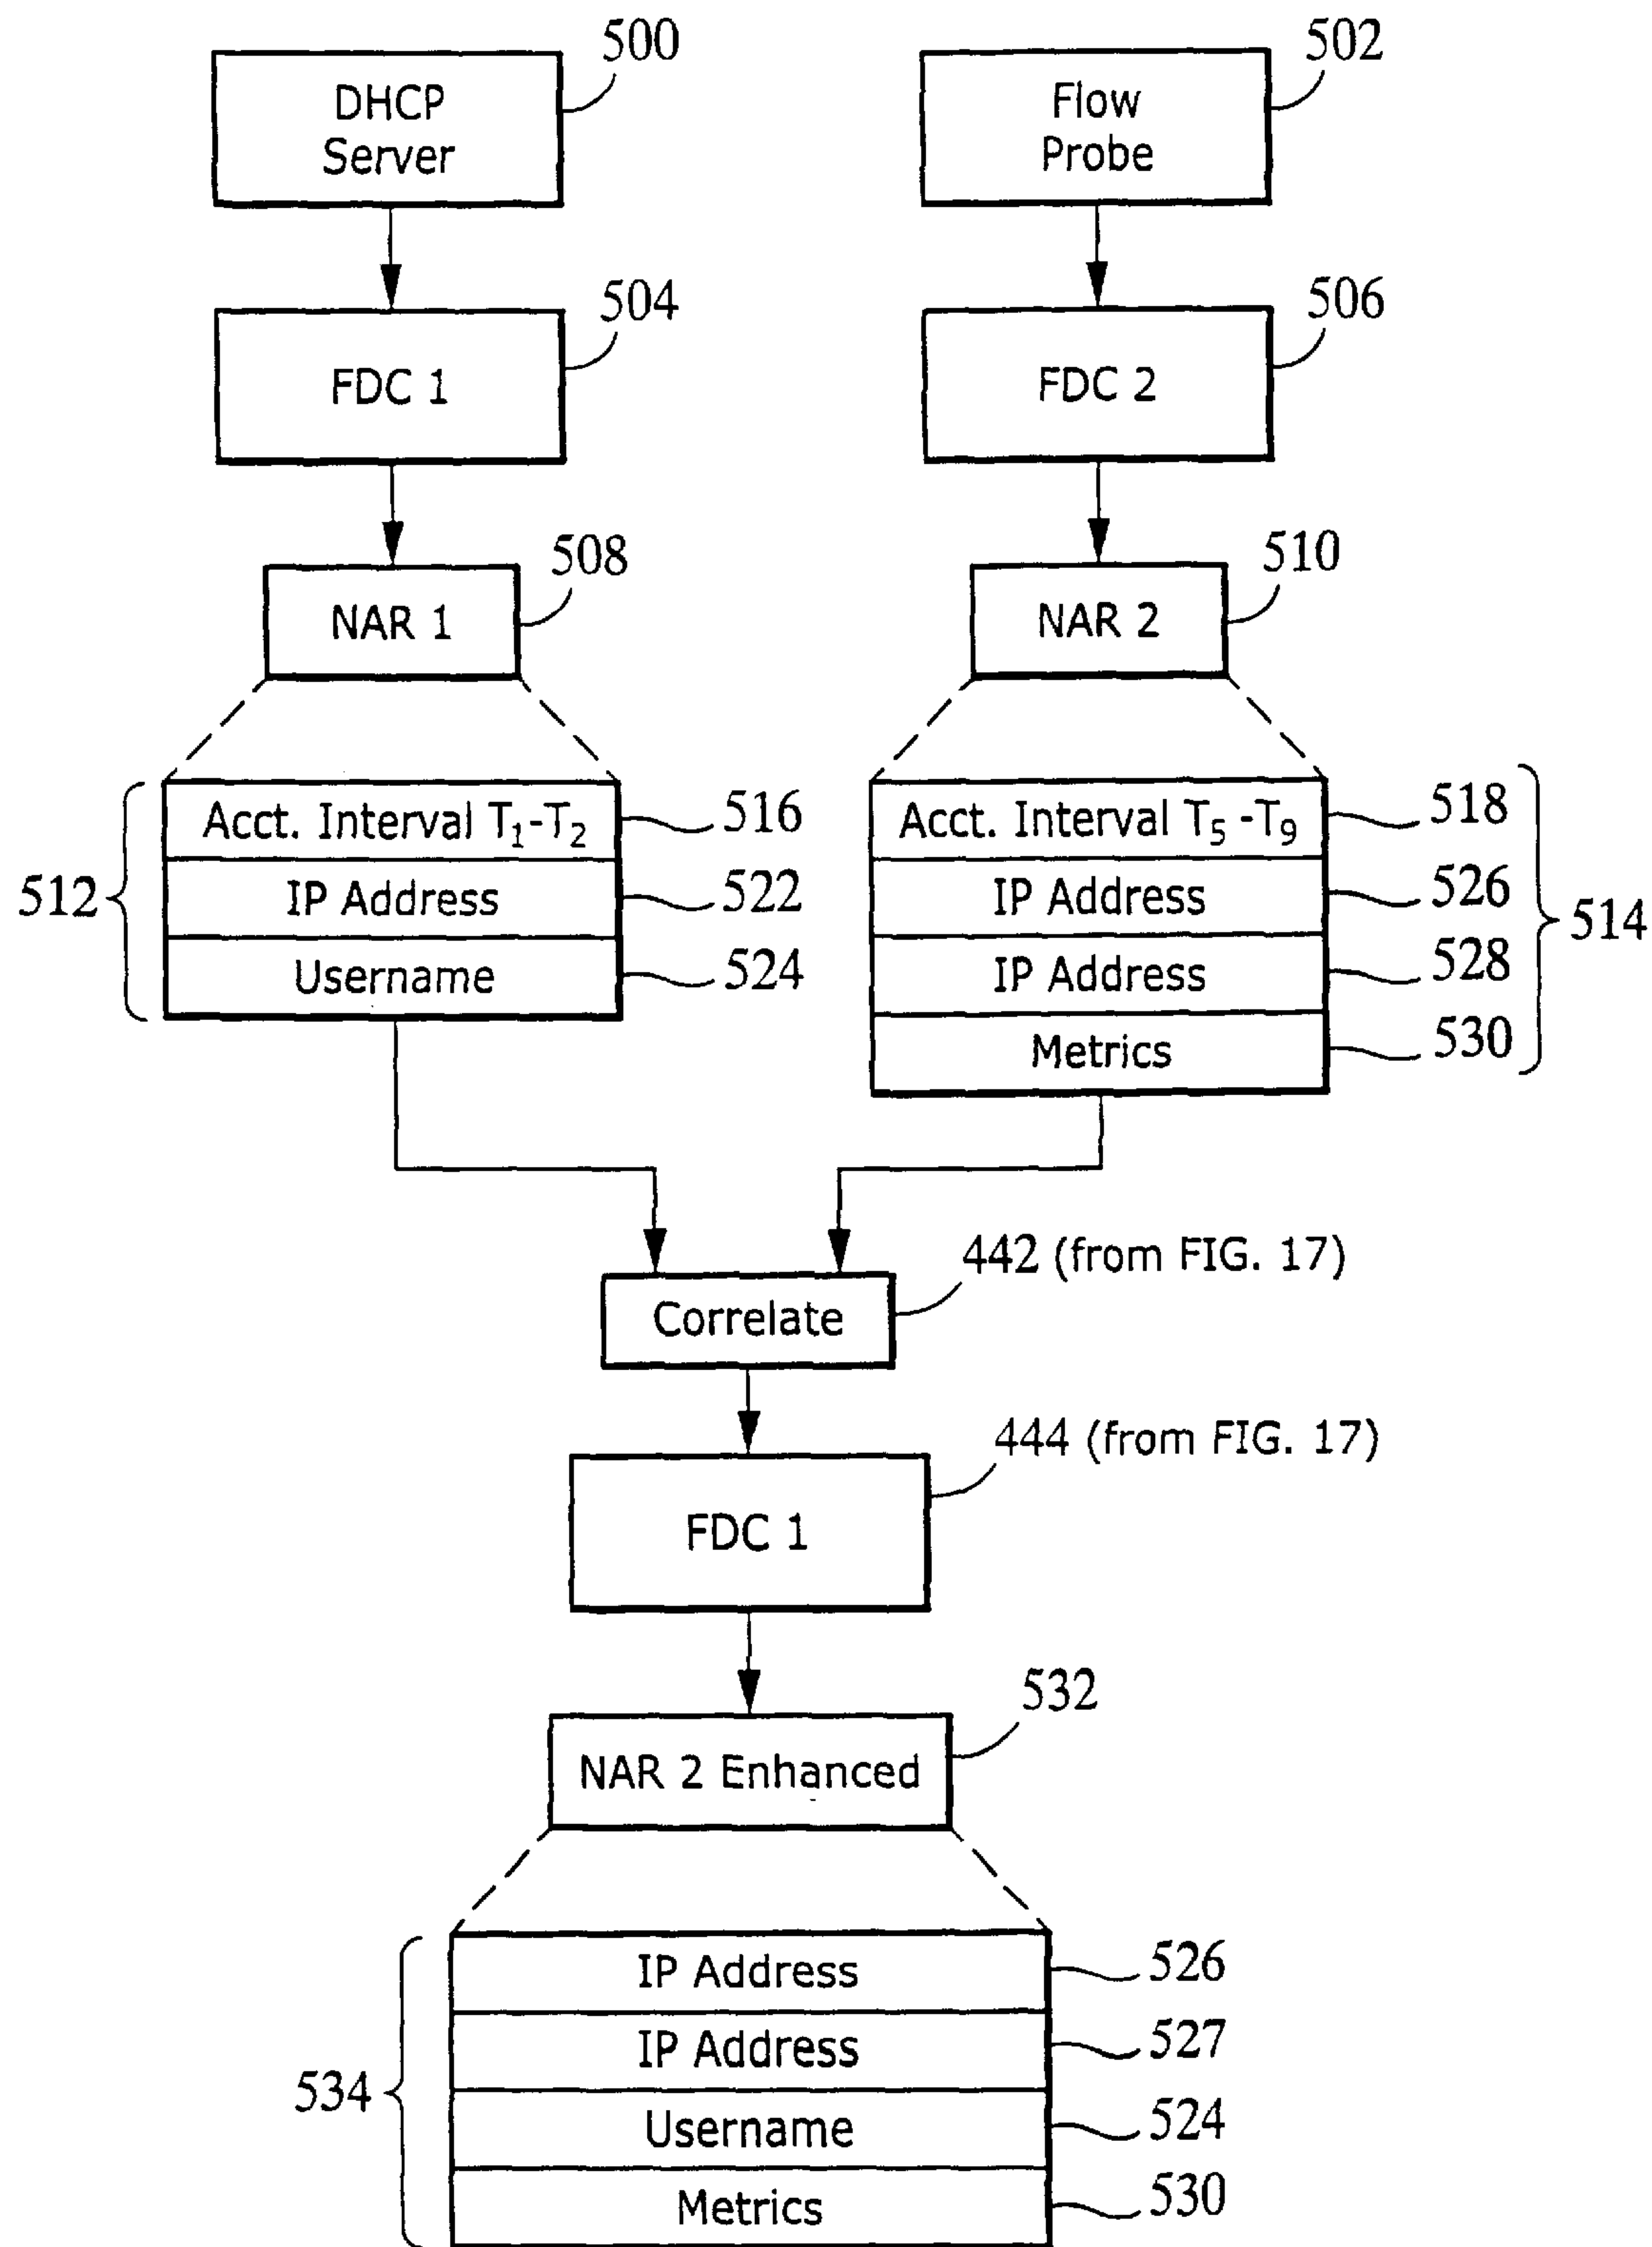 500
502
DHCP
Server
Flow
Probe
504
506
FDC 1
FDC 2
508
510
NAR 1
NAR 2
512
Acct. Interval T₁-T₂
516
IP Address
522
Username
524
Acct. Interval T₅ -T₉
518
IP Address
526
IP Address
528
Metrics
530
514
442 (from FIG. 17)
Correlate
444 (from FIG. 17)
FDC 1
532
NAR 2 Enhanced
534
IP Address
526
IP Address
527
Username
524
Metrics
530